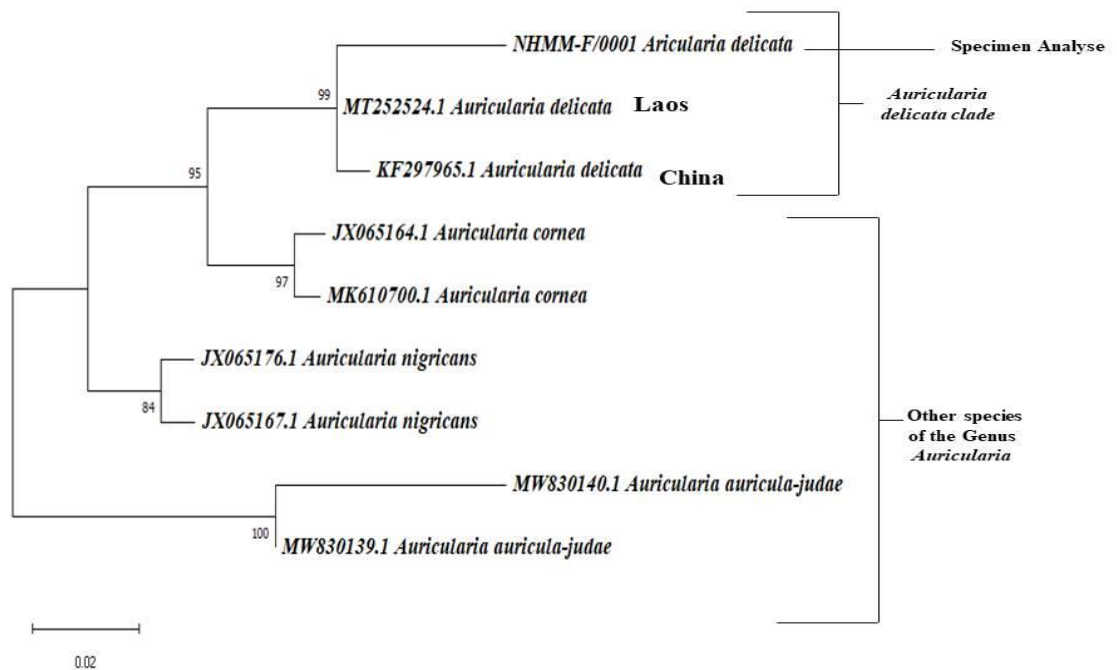 NHMM-F/0001 Aricularia delicata
Specimen Analyse
99
MT252524.1 Auricularia delicata
Laos
Auricularia
delicata clade
KF297965.1 Auricularia delicata
China
95
JX065164.1 Auricularia cornea
97
MK610700.1 Auricularia cornea
JX065176.1 Auricularia nigricans
84
JX065167.1 Auricularia nigricans
Other species
of the Genus
Auricularia
MW830140.1 Auricularia auricula-judae
100
MW830139.1 Auricularia auricula-judae
0.02